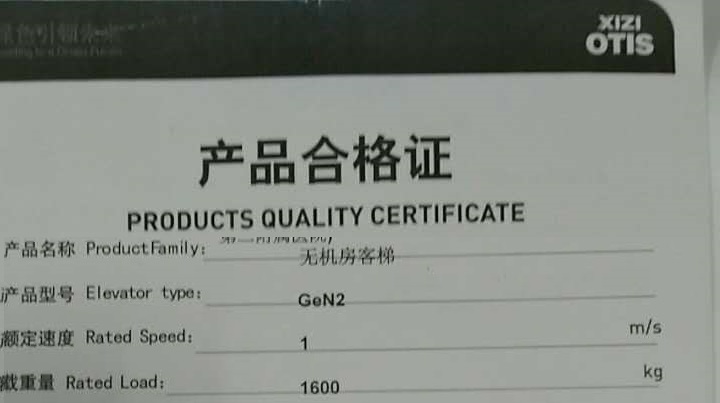 XIZI
OTIS
产品合格证
PRODUCTS QUALITY CERTIFICATE
产品名称 ProductFamily:
无机房客梯
产品型号 Elevator type: GeN2
额定速度 Rated Speed: 1 m/s
载重量 Rated Load: 1600 kg